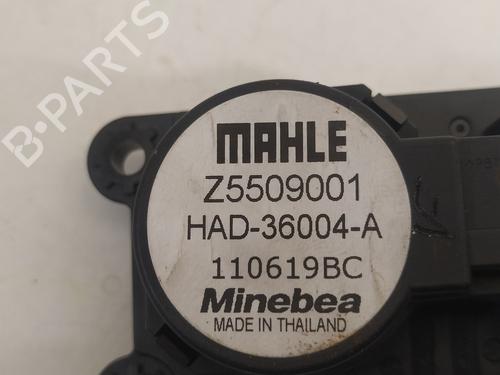 B-PARTS
MAHLE
Z5509001
HAD-36004-A
110619BC
Minebea
MADE IN THAILAND